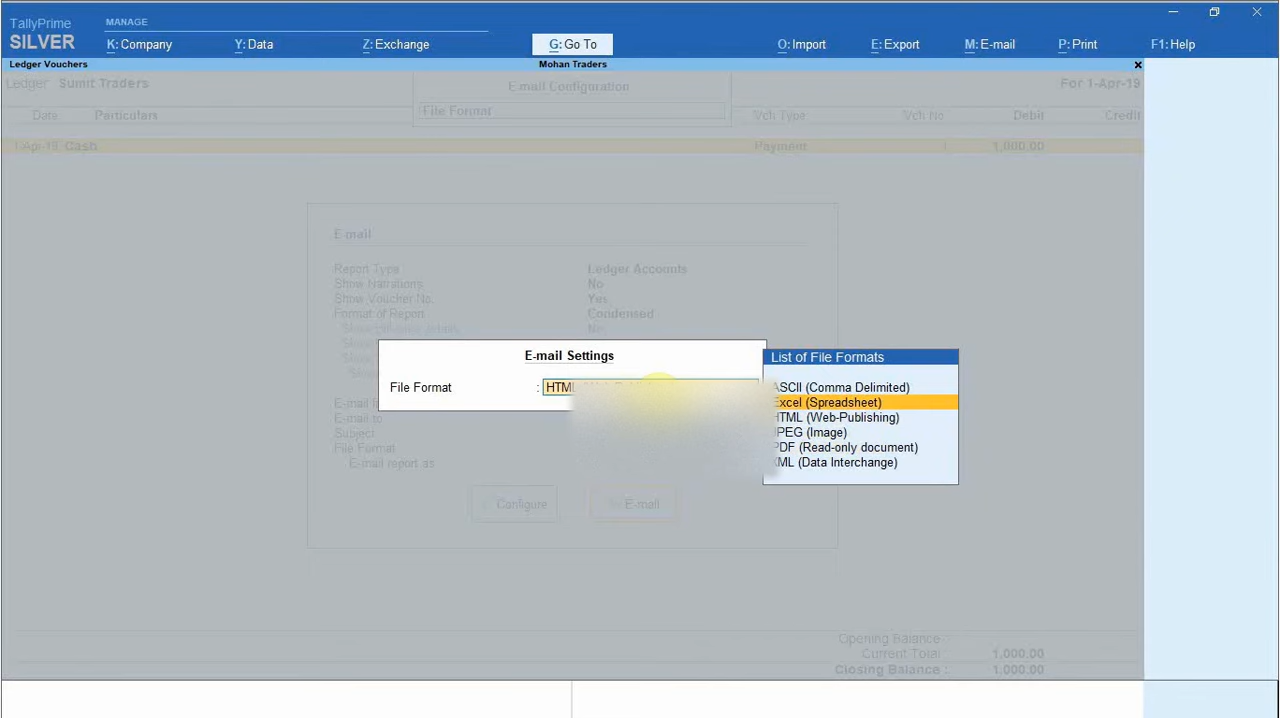 TallyPrime
MANAGE
SILVER
K: Company
Y: Data
Z: Exchange
G: Go To
O: Import
E: Export
M: E-mail
P: Print
F1: Help
Ledger Vouchers
Mohan Traders
x
Ledger Sumit Traders
E-mail Configuration
For 1-Apr-19
File Format
Date Particulars Vch Type Vch No. Debit Credit
1-Apr-19 Cash Payment 1 1,000.00
E-mail
Report Type Ledger Accounts
Show Narrations No
Show Voucher No. Yes
Format of Report Condensed
No
Show
Show
E-mail Settings
File Format : HTML
List of File Formats
ASCII (Comma Delimited)
Excel (Spreadsheet)
HTML (Web-Publishing)
JPEG (Image)
PDF (Read-only document)
XML (Data Interchange)
E-mail
E-mail to
Subject
File Format
E-mail report as
Configure
E-mail
Opening Balance :
Current Total : 1,000.00
Closing Balance : 1,000.00